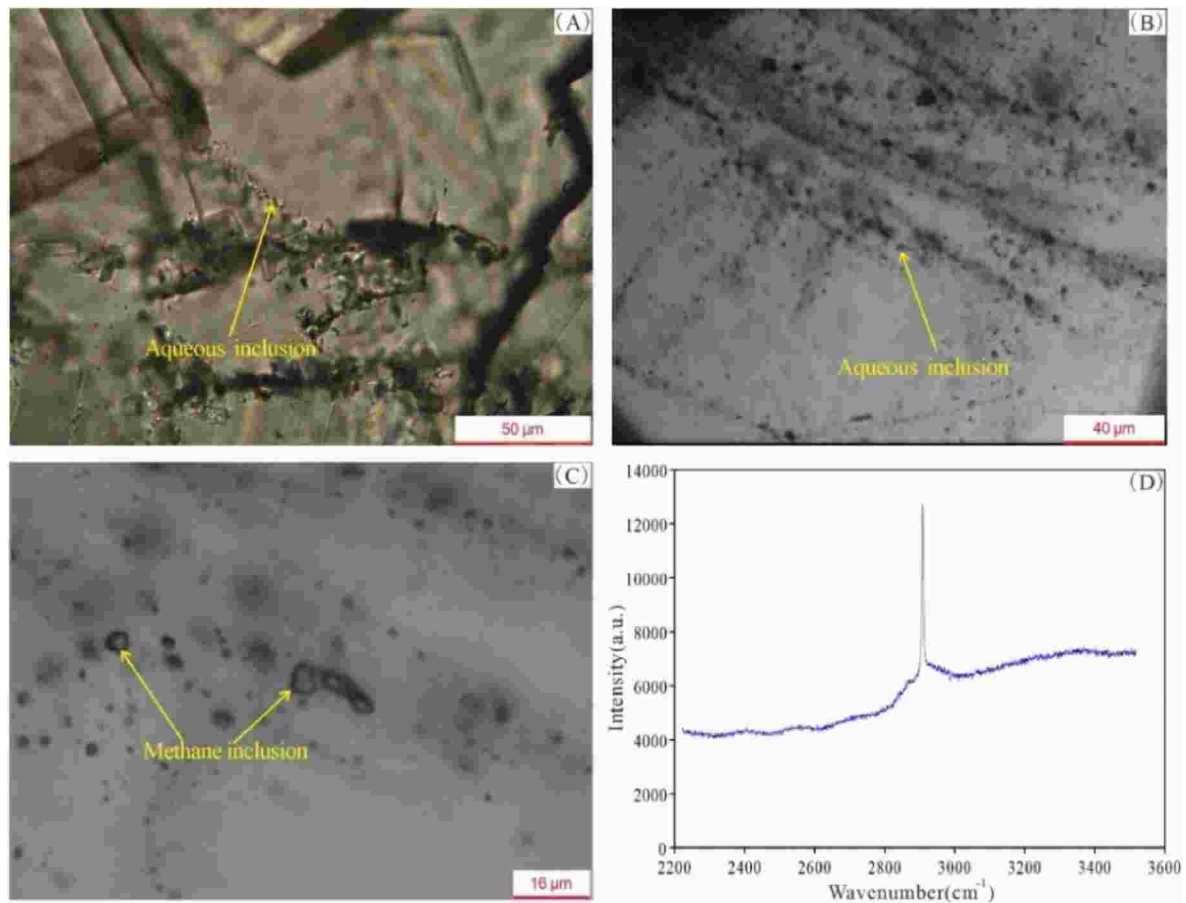 (A)
Aqueous inclusion
50 μm
(B)
Aqueous inclusion
40 μm
(C)
Methane inclusion
16 μm
(D)
14000
12000
10000
8000
6000
4000
2000
0
Intensity(a.u.)
2200 2400 2600 2800 3000 3200 3400 3600
Wavenumber(cm⁻¹)